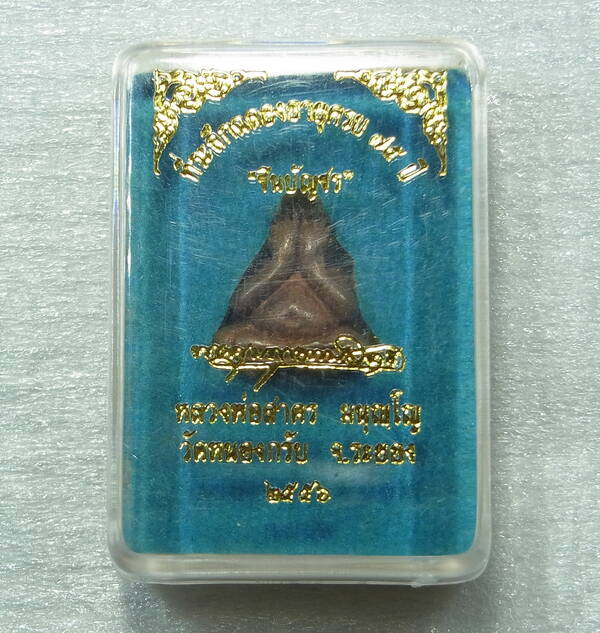 ที่ระลึกฉลองอายุครบ ๗๕ ปี
"ชินบัญชร"
หลวงพ่อสาคร มนุญโญ
วัดหนองกรับ จ.ระยอง
๒๕๕๖